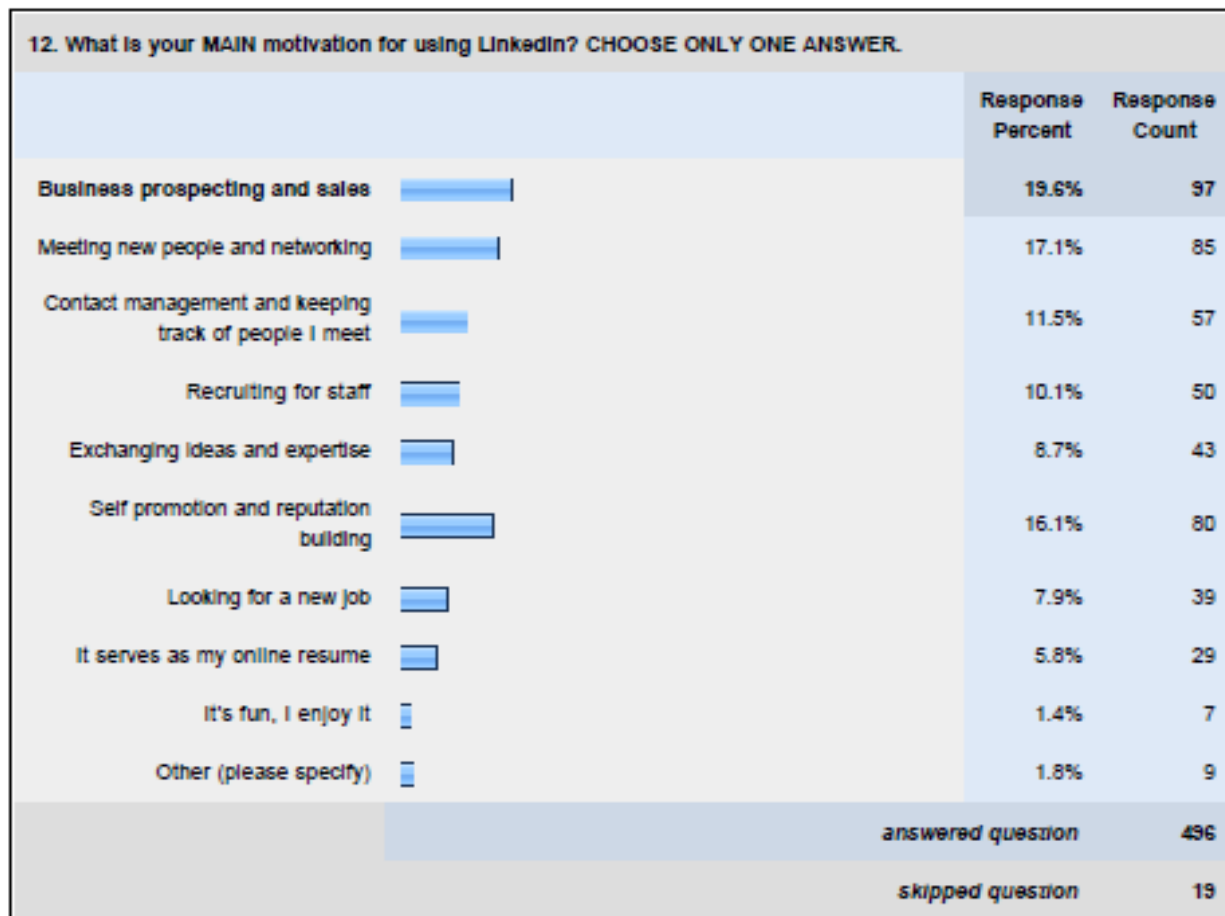 12. What is your MAIN motivation for using LinkedIn? CHOOSE ONLY ONE ANSWER.
Response Percent Response Count
Business prospecting and sales 19.6% 97
Meeting new people and networking 17.1% 85
Contact management and keeping
track of people I meet 11.5% 57
Recruiting for staff 10.1% 50
Exchanging ideas and expertise 8.7% 43
Self promotion and reputation
building 16.1% 80
Looking for a new job 7.9% 39
It serves as my online resume 5.8% 29
It's fun, I enjoy it 1.4% 7
Other (please specify) 1.8% 9
answered question 496
skipped question 19